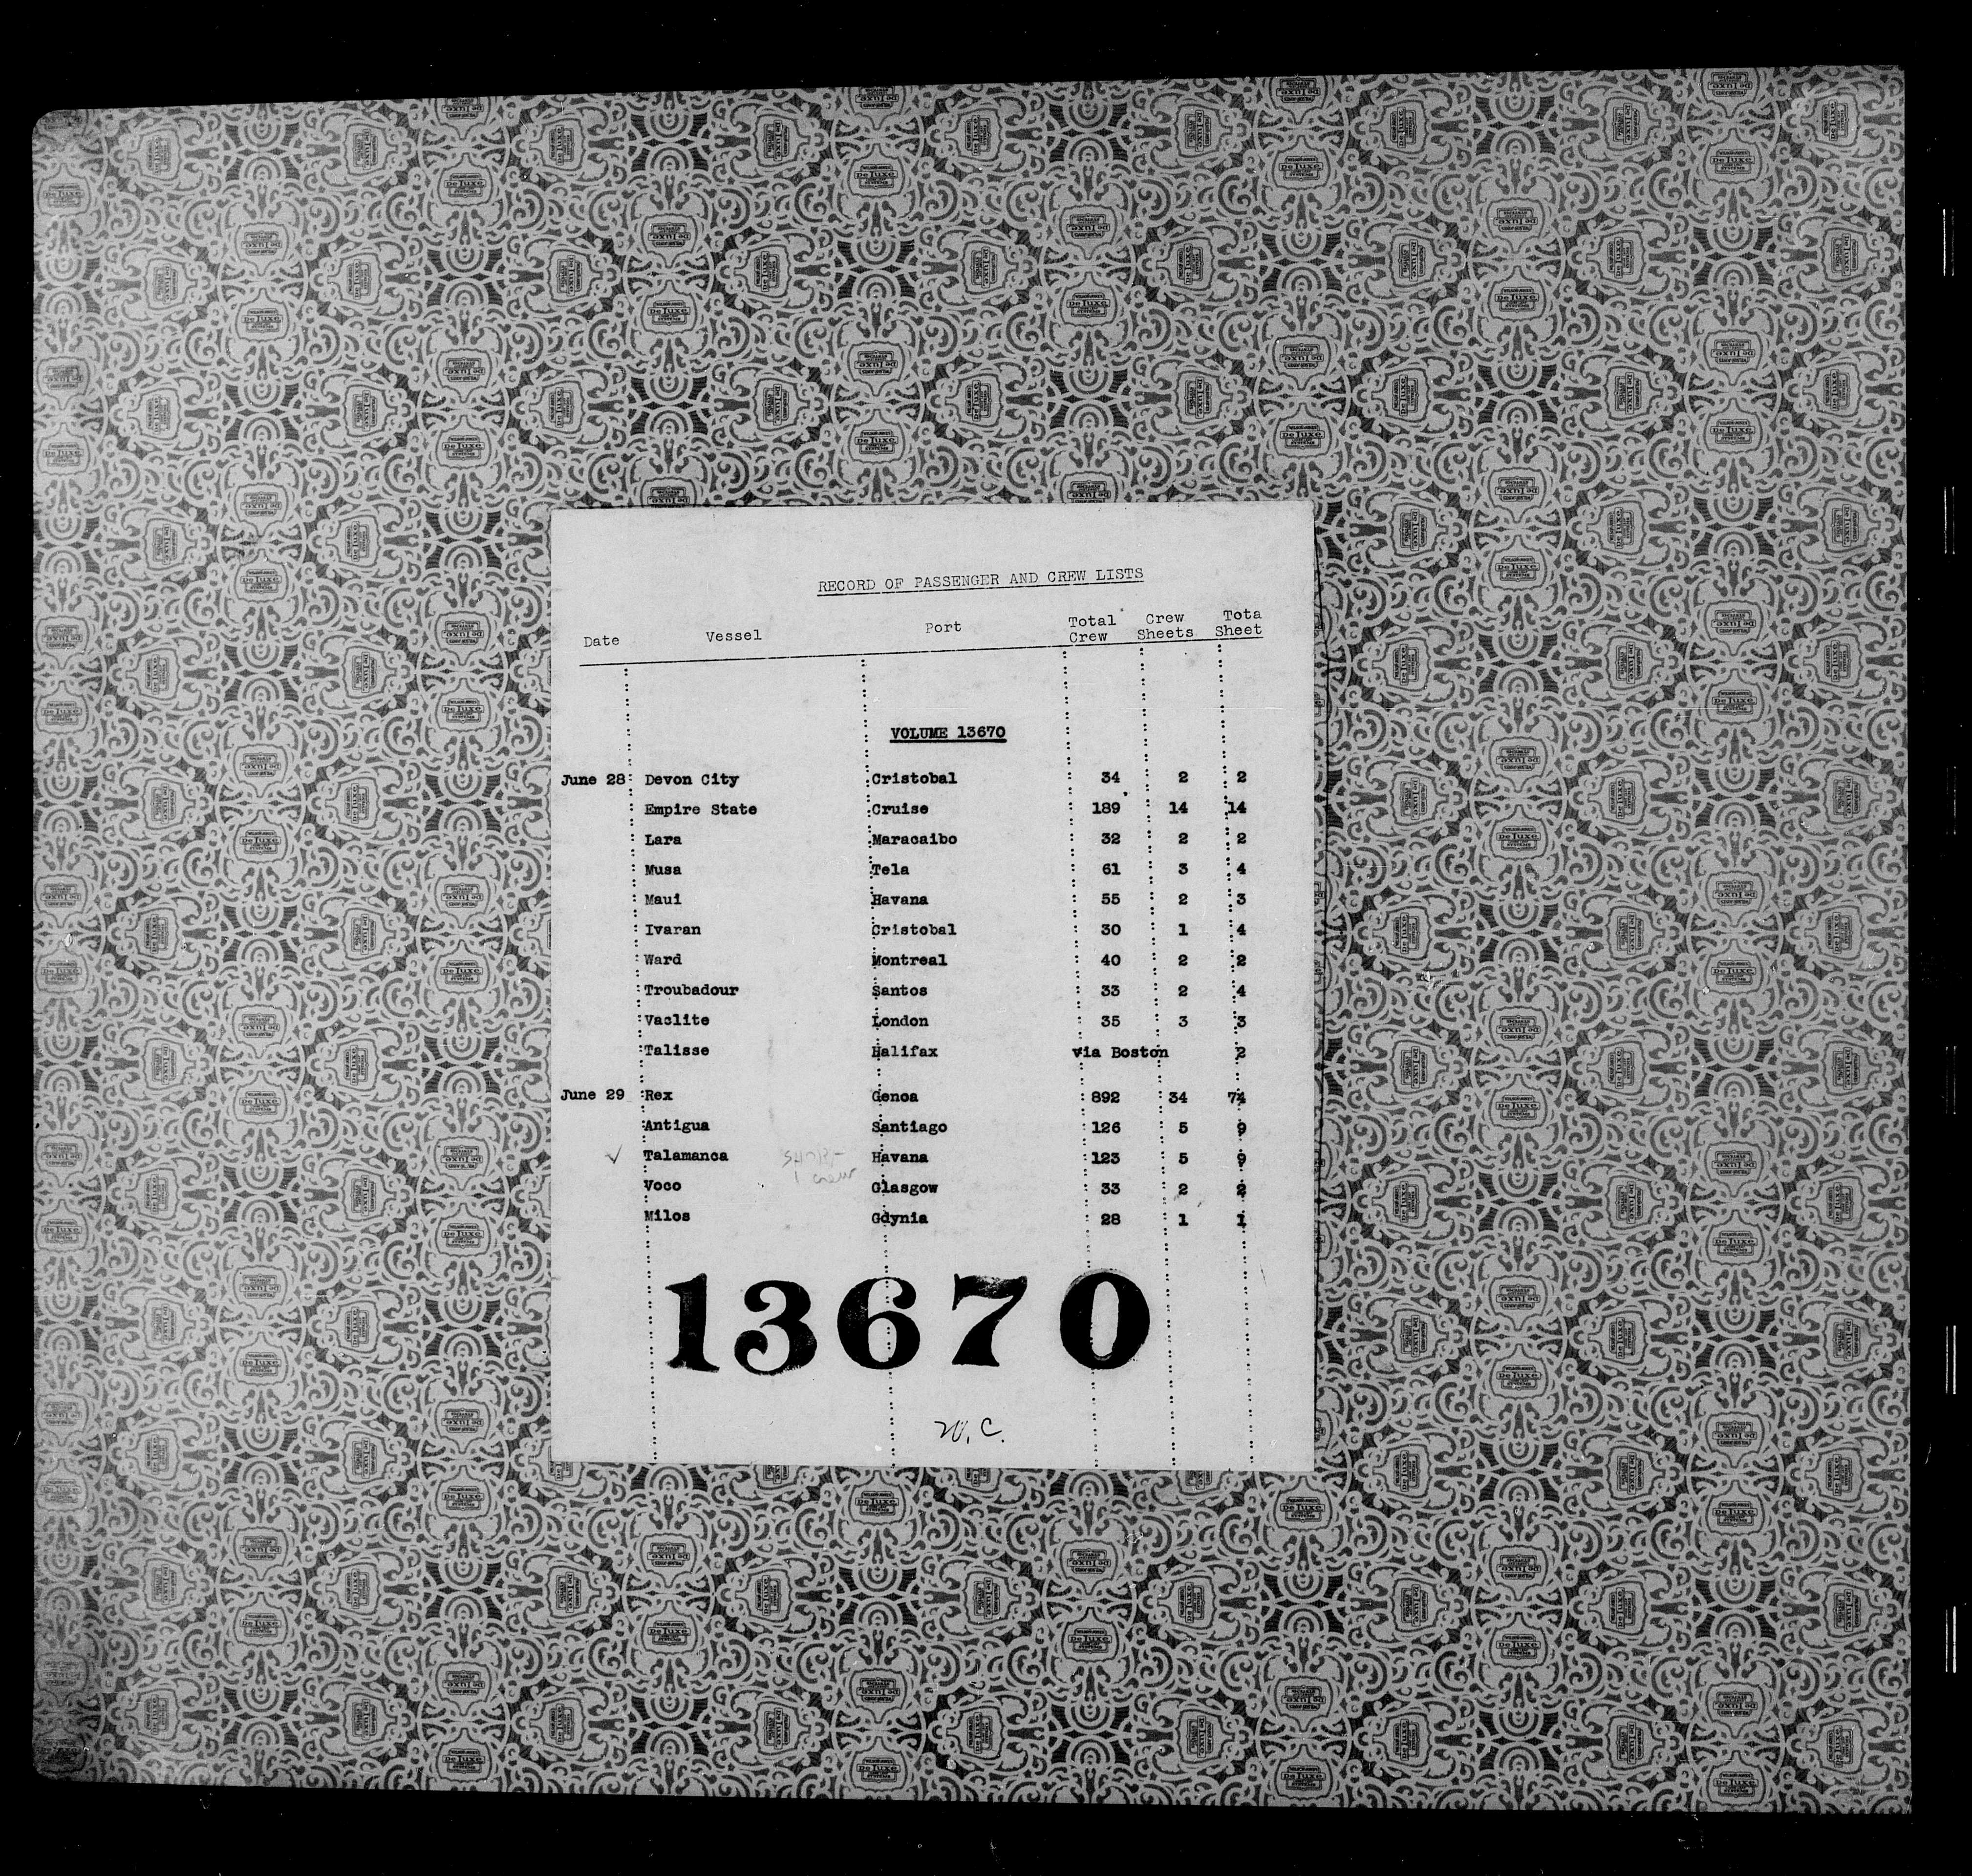 RECORD OF PASSENGER AND CREW LISTS
Date Vessel Port Total Crew Crew Sheets Tota Sheet
VOLUME 13670
June 28 Devon City Cristobal 34 2 2
Empire State Cruise 189 14 14
Lara Maracaibo 32 2 2
Musa Tela 61 3 4
Maui Havana 55 2 3
Ivaran Cristobal 30 1 4
Ward Montreal 40 2 2
Troubadour Santos 33 2 4
Vaclite London 35 3 3
Talisse Halifax via Boston 2
June 29 Rex Genoa 892 34 74
Antigua Santiago 126 5 9
✓ Talamanca SHORT Havana 123 5 9
1 crew
Voco Glasgow 33 2 2
Milos Gdynia 28 1 1
13670
W.C.
De Luxe